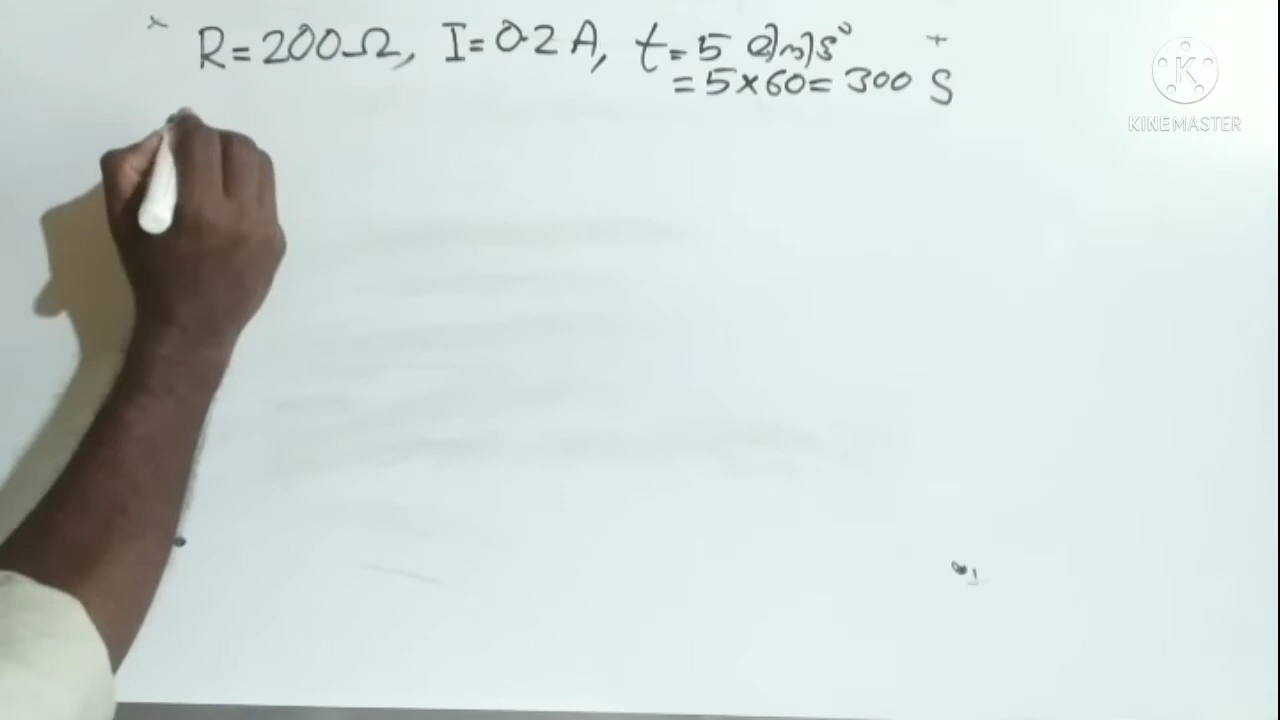 R = 200Ω, I = 0.2 A, t = 5 മിനിട്
= 5 × 60 = 300 S
K
KINEMASTER